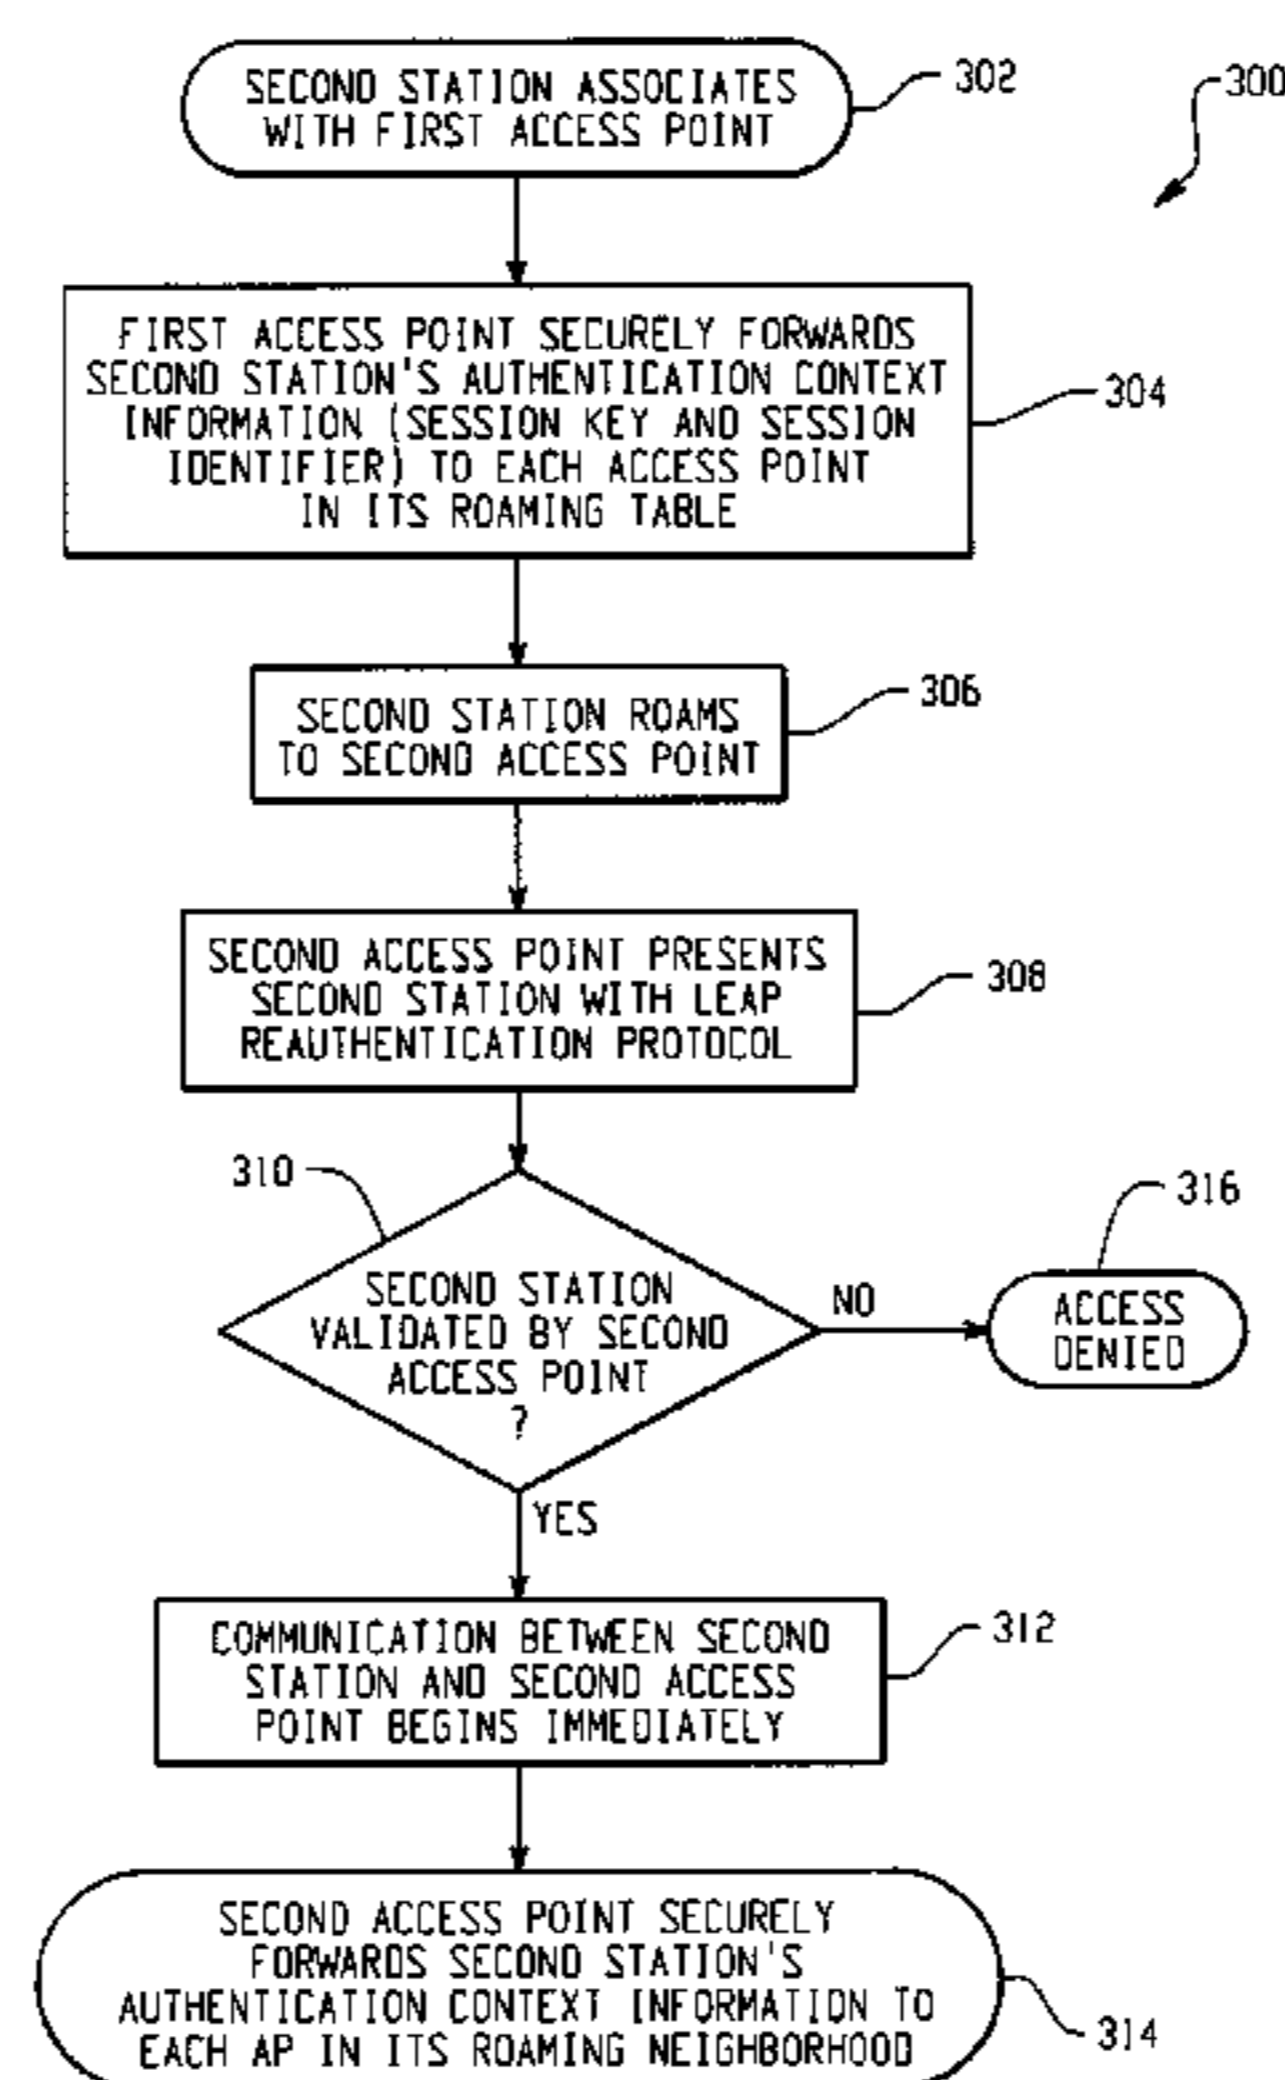 SECOND STATION ASSOCIATES
WITH FIRST ACCESS POINT
302
300
FIRST ACCESS POINT SECURELY FORWARDS
SECOND STATION'S AUTHENTICATION CONTEXT
INFORMATION (SESSION KEY AND SESSION
IDENTIFIER) TO EACH ACCESS POINT
IN ITS ROAMING TABLE
304
SECOND STATION ROAMS
TO SECOND ACCESS POINT
306
SECOND ACCESS POINT PRESENTS
SECOND STATION WITH LEAP
REAUTHENTICATION PROTOCOL
308
310
SECOND STATION
VALIDATED BY SECOND
ACCESS POINT
?
NO
316
ACCESS
DENIED
YES
COMMUNICATION BETWEEN SECOND
STATION AND SECOND ACCESS
POINT BEGINS IMMEDIATELY
312
SECOND ACCESS POINT SECURELY
FORWARDS SECOND STATION'S
AUTHENTICATION CONTEXT INFORMATION TO
EACH AP IN ITS ROAMING NEIGHBORHOOD
314